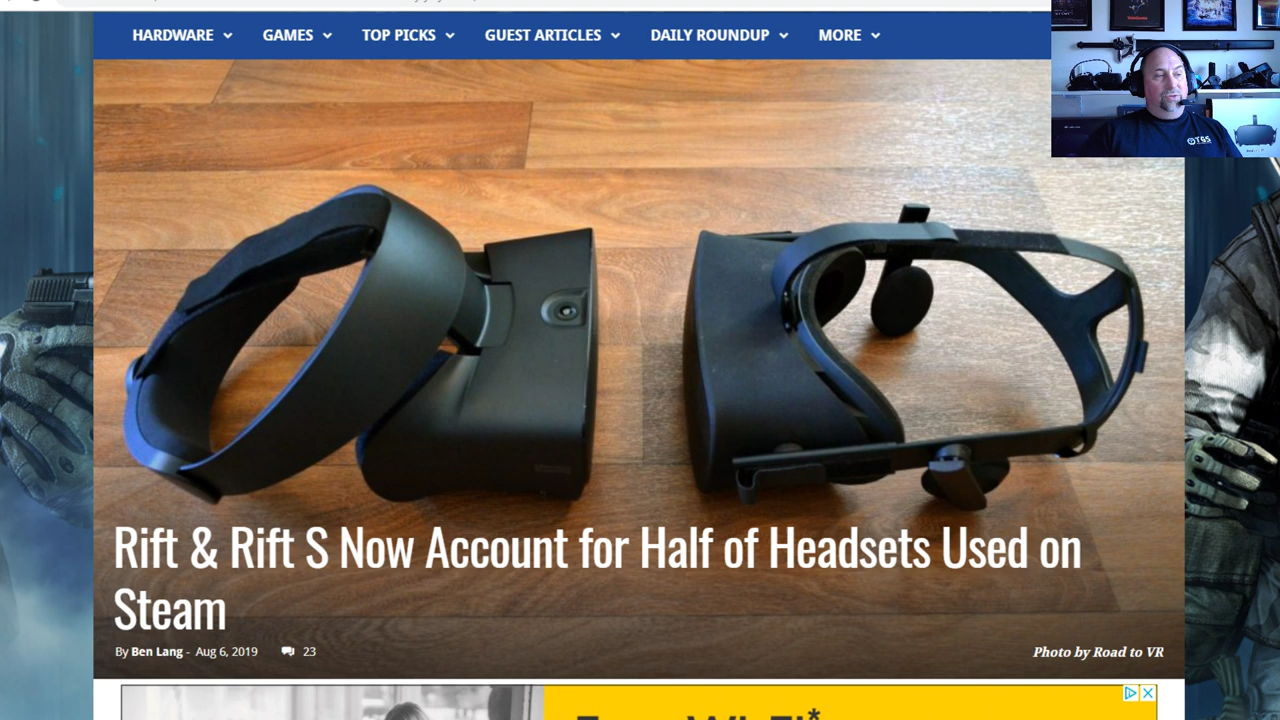 HARDWARE GAMES TOP PICKS GUEST ARTICLES DAILY ROUNDUP MORE
Rift & Rift S Now Account for Half of Headsets Used on
Steam
By Ben Lang - Aug 6, 2019 23
Photo by Road to VR